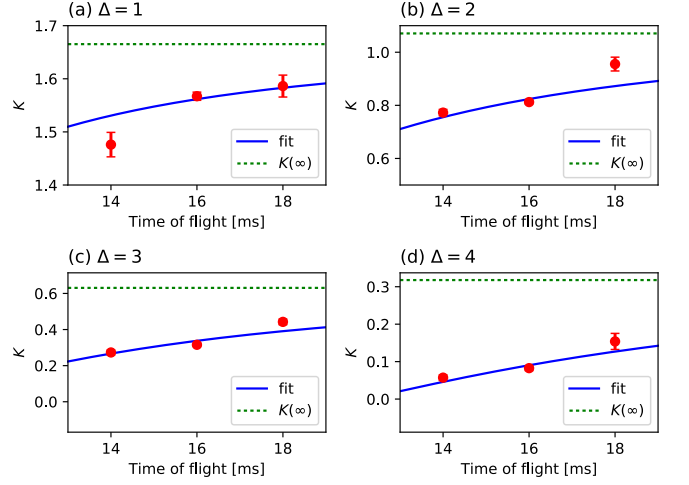 (a) Δ = 1
1.7
1.6
1.5
1.4
K
fit
K(∞)
14 16 18
Time of flight [ms]
(b) Δ = 2
1.0
0.8
0.6
K
fit
K(∞)
14 16 18
Time of flight [ms]
(c) Δ = 3
0.6
0.4
0.2
0.0
K
fit
K(∞)
14 16 18
Time of flight [ms]
(d) Δ = 4
0.3
0.2
0.1
0.0
K
fit
K(∞)
14 16 18
Time of flight [ms]